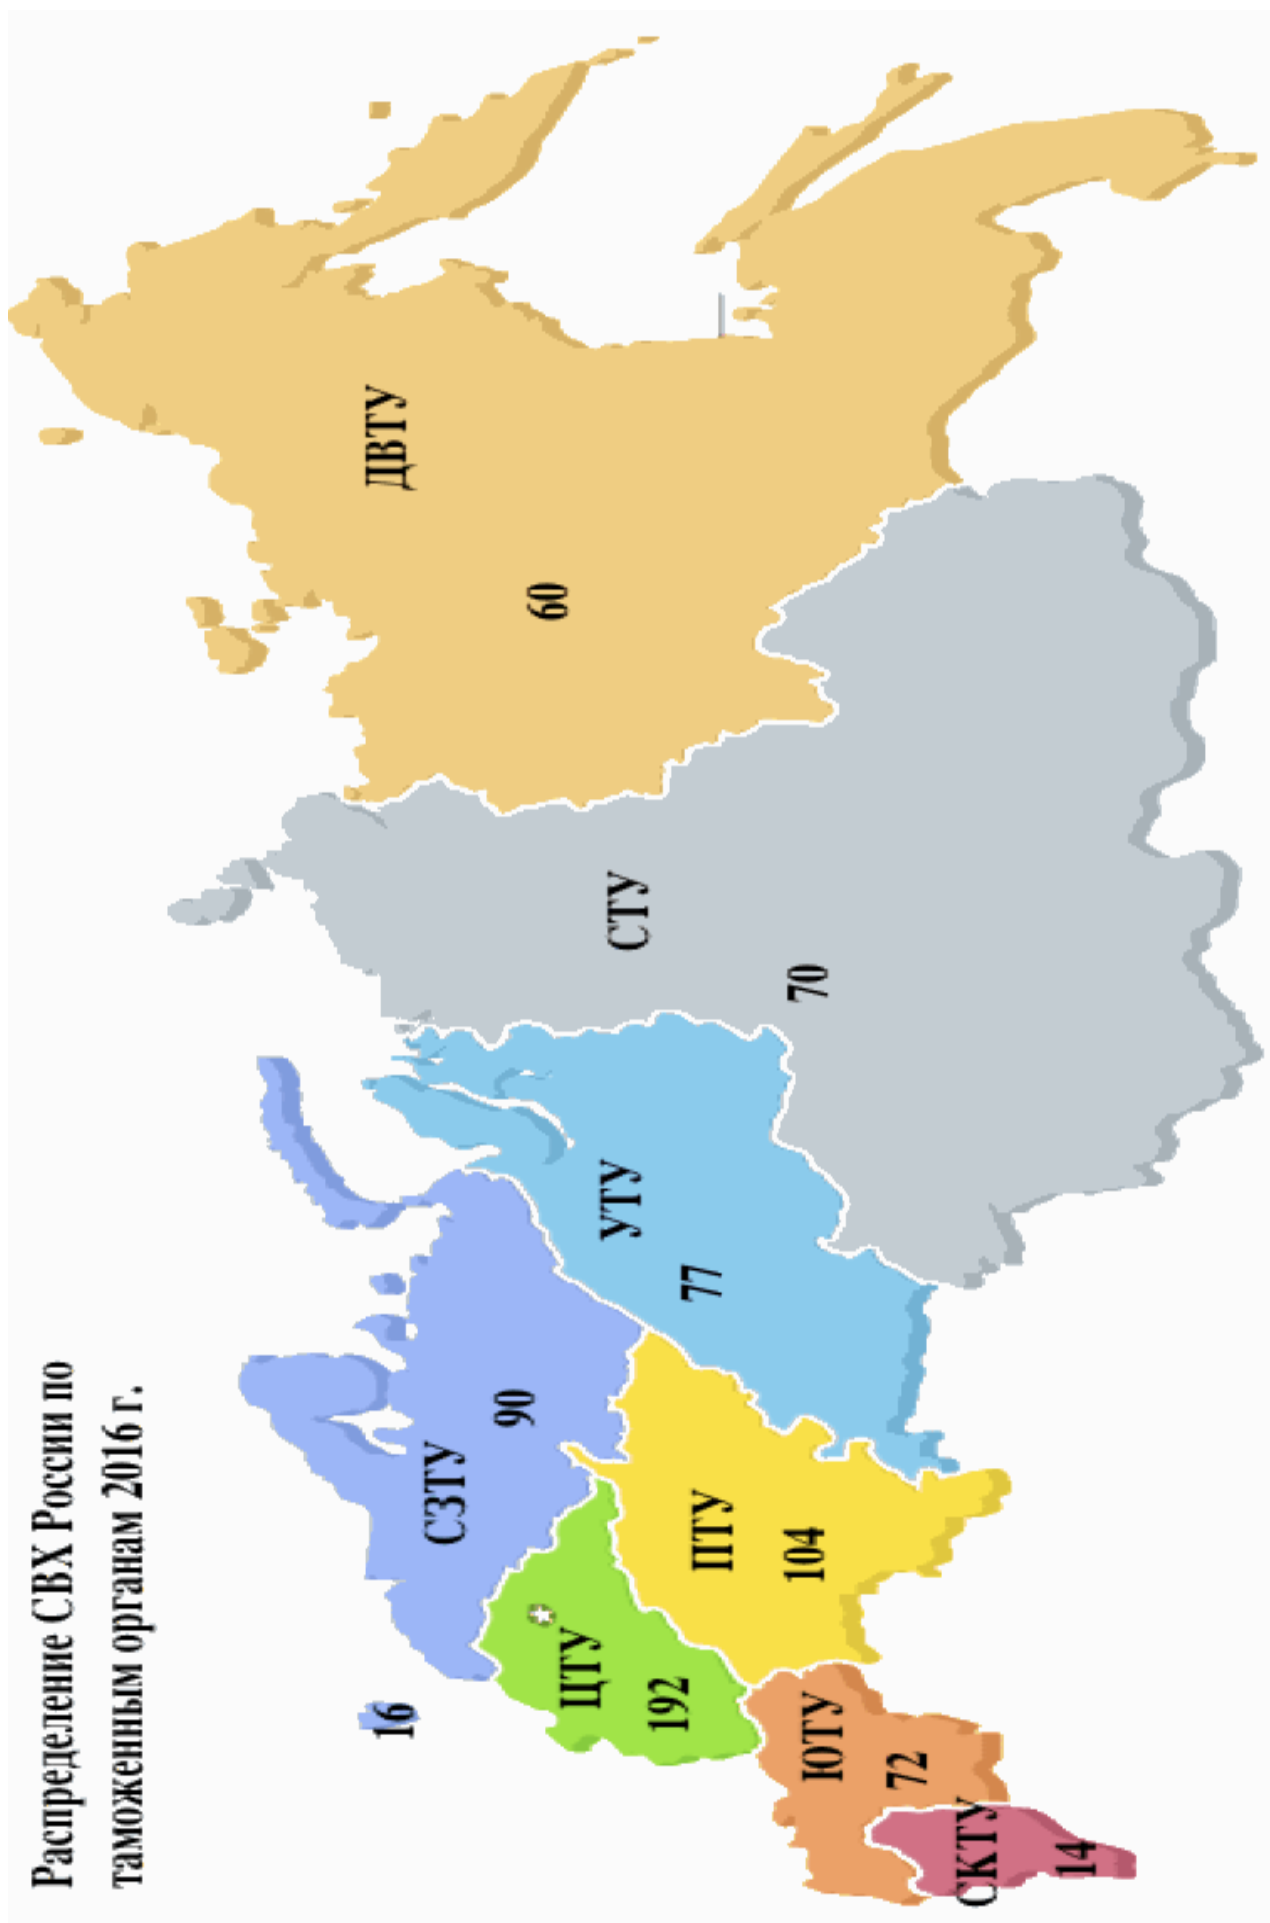 Распределение СВХ России по
таможенным органам 2016 г.
16
СЗТУ
90
ЦТУ
192
ПТУ
104
ЮТУ
72
СКТУ
14
УТУ
77
СТУ
70
ДВТУ
60